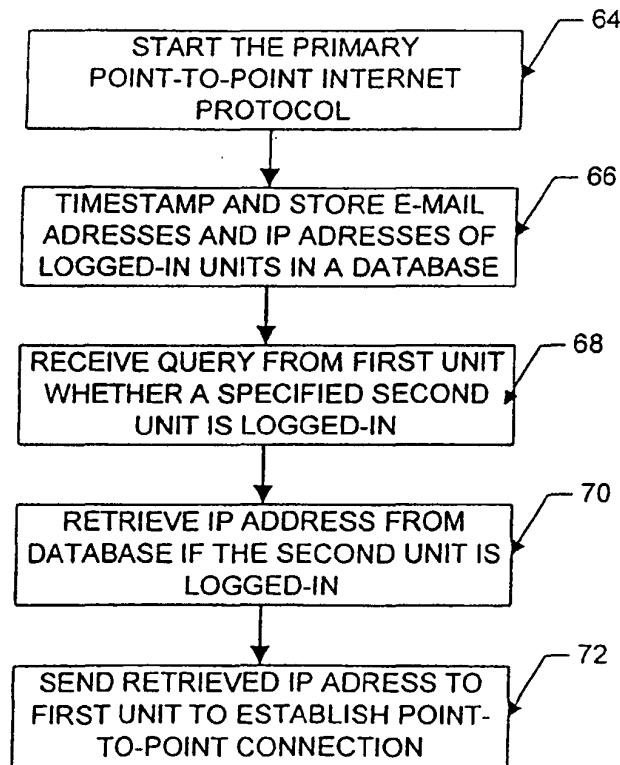 START THE PRIMARY
POINT-TO-POINT INTERNET
PROTOCOL
64
TIMESTAMP AND STORE E-MAIL
ADRESSES AND IP ADRESSES OF
LOGGED-IN UNITS IN A DATABASE
66
RECEIVE QUERY FROM FIRST UNIT
WHETHER A SPECIFIED SECOND
UNIT IS LOGGED-IN
68
RETRIEVE IP ADDRESS FROM
DATABASE IF THE SECOND UNIT IS
LOGGED-IN
70
SEND RETRIEVED IP ADRESS TO
FIRST UNIT TO ESTABLISH POINT-
TO-POINT CONNECTION
72